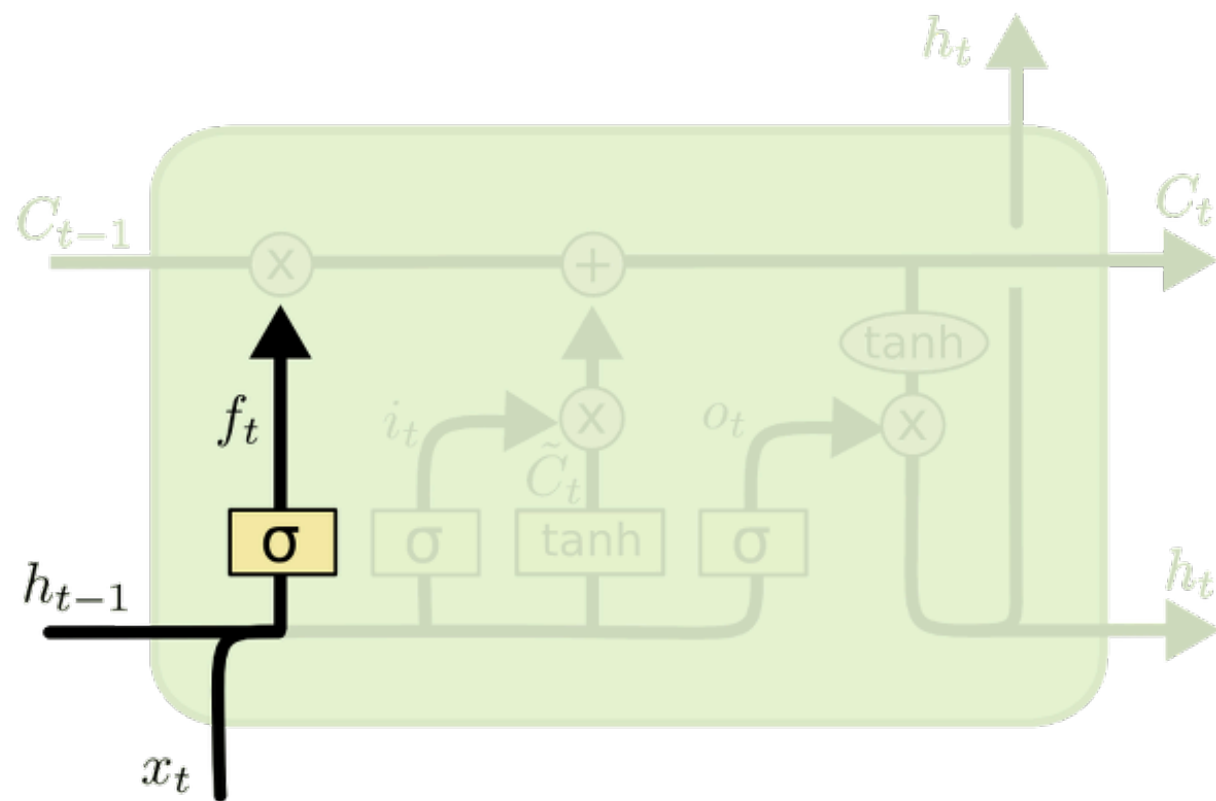 h_t
C_{t-1}
C_t
x
+
tanh
f_t
i_t
x
o_t
x
C̃_t
σ
σ
tanh
σ
h_{t-1}
h_t
x_t